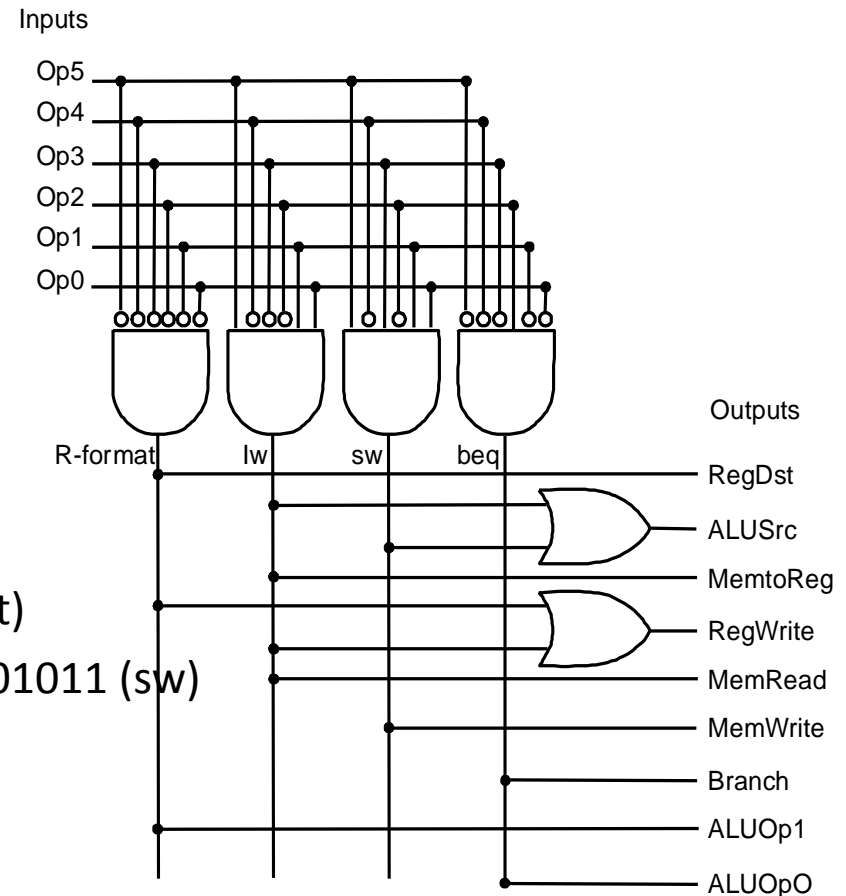 Inputs
Op5
Op4
Op3
Op2
Op1
Op0
Outputs
R-format lw sw beq
RegDst
ALUSrc
MemtoReg
t)
RegWrite
01011 (sw)
MemRead
MemWrite
Branch
ALUOp1
ALUOpO